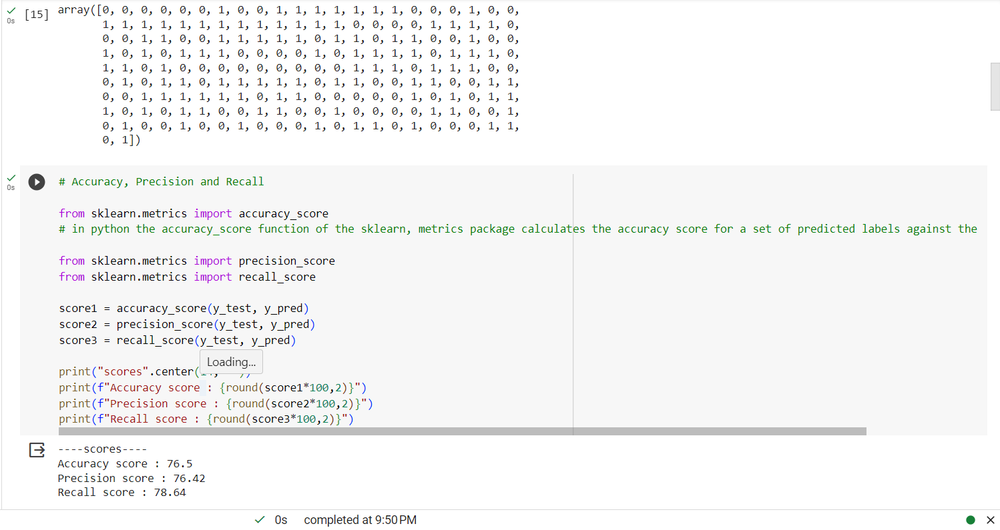 [15] array([0, 0, 0, 0, 0, 0, 1, 0, 0, 1, 1, 1, 1, 1, 1, 1, 0, 0, 0, 1, 0, 0,
0s
1, 1, 1, 1, 1, 1, 1, 1, 1, 1, 1, 1, 1, 0, 0, 0, 0, 1, 1, 1, 1, 0,
0, 0, 1, 1, 0, 0, 1, 1, 1, 1, 1, 0, 1, 1, 0, 1, 1, 0, 0, 1, 0, 0,
1, 0, 1, 0, 1, 1, 1, 0, 0, 0, 0, 1, 0, 1, 1, 1, 1, 0, 1, 1, 1, 0,
1, 1, 0, 1, 0, 0, 0, 0, 0, 0, 0, 0, 0, 1, 1, 1, 0, 1, 1, 1, 0, 0,
0, 1, 0, 1, 1, 0, 1, 1, 1, 1, 1, 0, 1, 1, 0, 0, 1, 1, 0, 0, 1, 1,
0, 0, 1, 1, 1, 1, 1, 1, 0, 1, 1, 0, 0, 0, 0, 0, 1, 0, 1, 0, 1, 1,
1, 0, 1, 0, 1, 1, 0, 0, 1, 1, 0, 0, 1, 0, 0, 0, 0, 1, 1, 0, 0, 1,
0, 1, 0, 0, 1, 0, 0, 1, 0, 0, 0, 1, 0, 1, 1, 0, 1, 0, 0, 0, 1, 1,
0, 1])
# Accuracy, Precision and Recall
0s
from sklearn.metrics import accuracy_score
# in python the accuracy_score function of the sklearn, metrics package calculates the accuracy score for a set of predicted labels against the
from sklearn.metrics import precision_score
from sklearn.metrics import recall_score
score1 = accuracy_score(y_test, y_pred)
score2 = precision_score(y_test, y_pred)
score3 = recall_score(y_test, y_pred)
Loading...
print("scores".center(
print(f"Accuracy score : {round(score1*100,2)}")
print(f"Precision score : {round(score2*100,2)}")
print(f"Recall score : {round(score3*100,2)}")
----scores----
Accuracy score : 76.5
Precision score : 76.42
Recall score : 78.64
0s completed at 9:50 PM